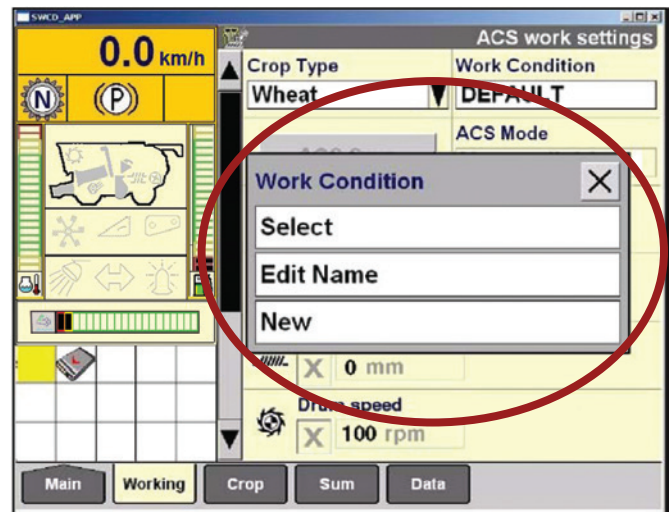 SWCD_APP
0.0 km/h
ACS work settings
Crop Type
Work Condition
Wheat
DEFAULT
N
(P)
ACS Mode
Work Condition
X
Select
Edit Name
New
X 0 mm
Drum speed
X 100 rpm
Main
Working
Crop
Sum
Data